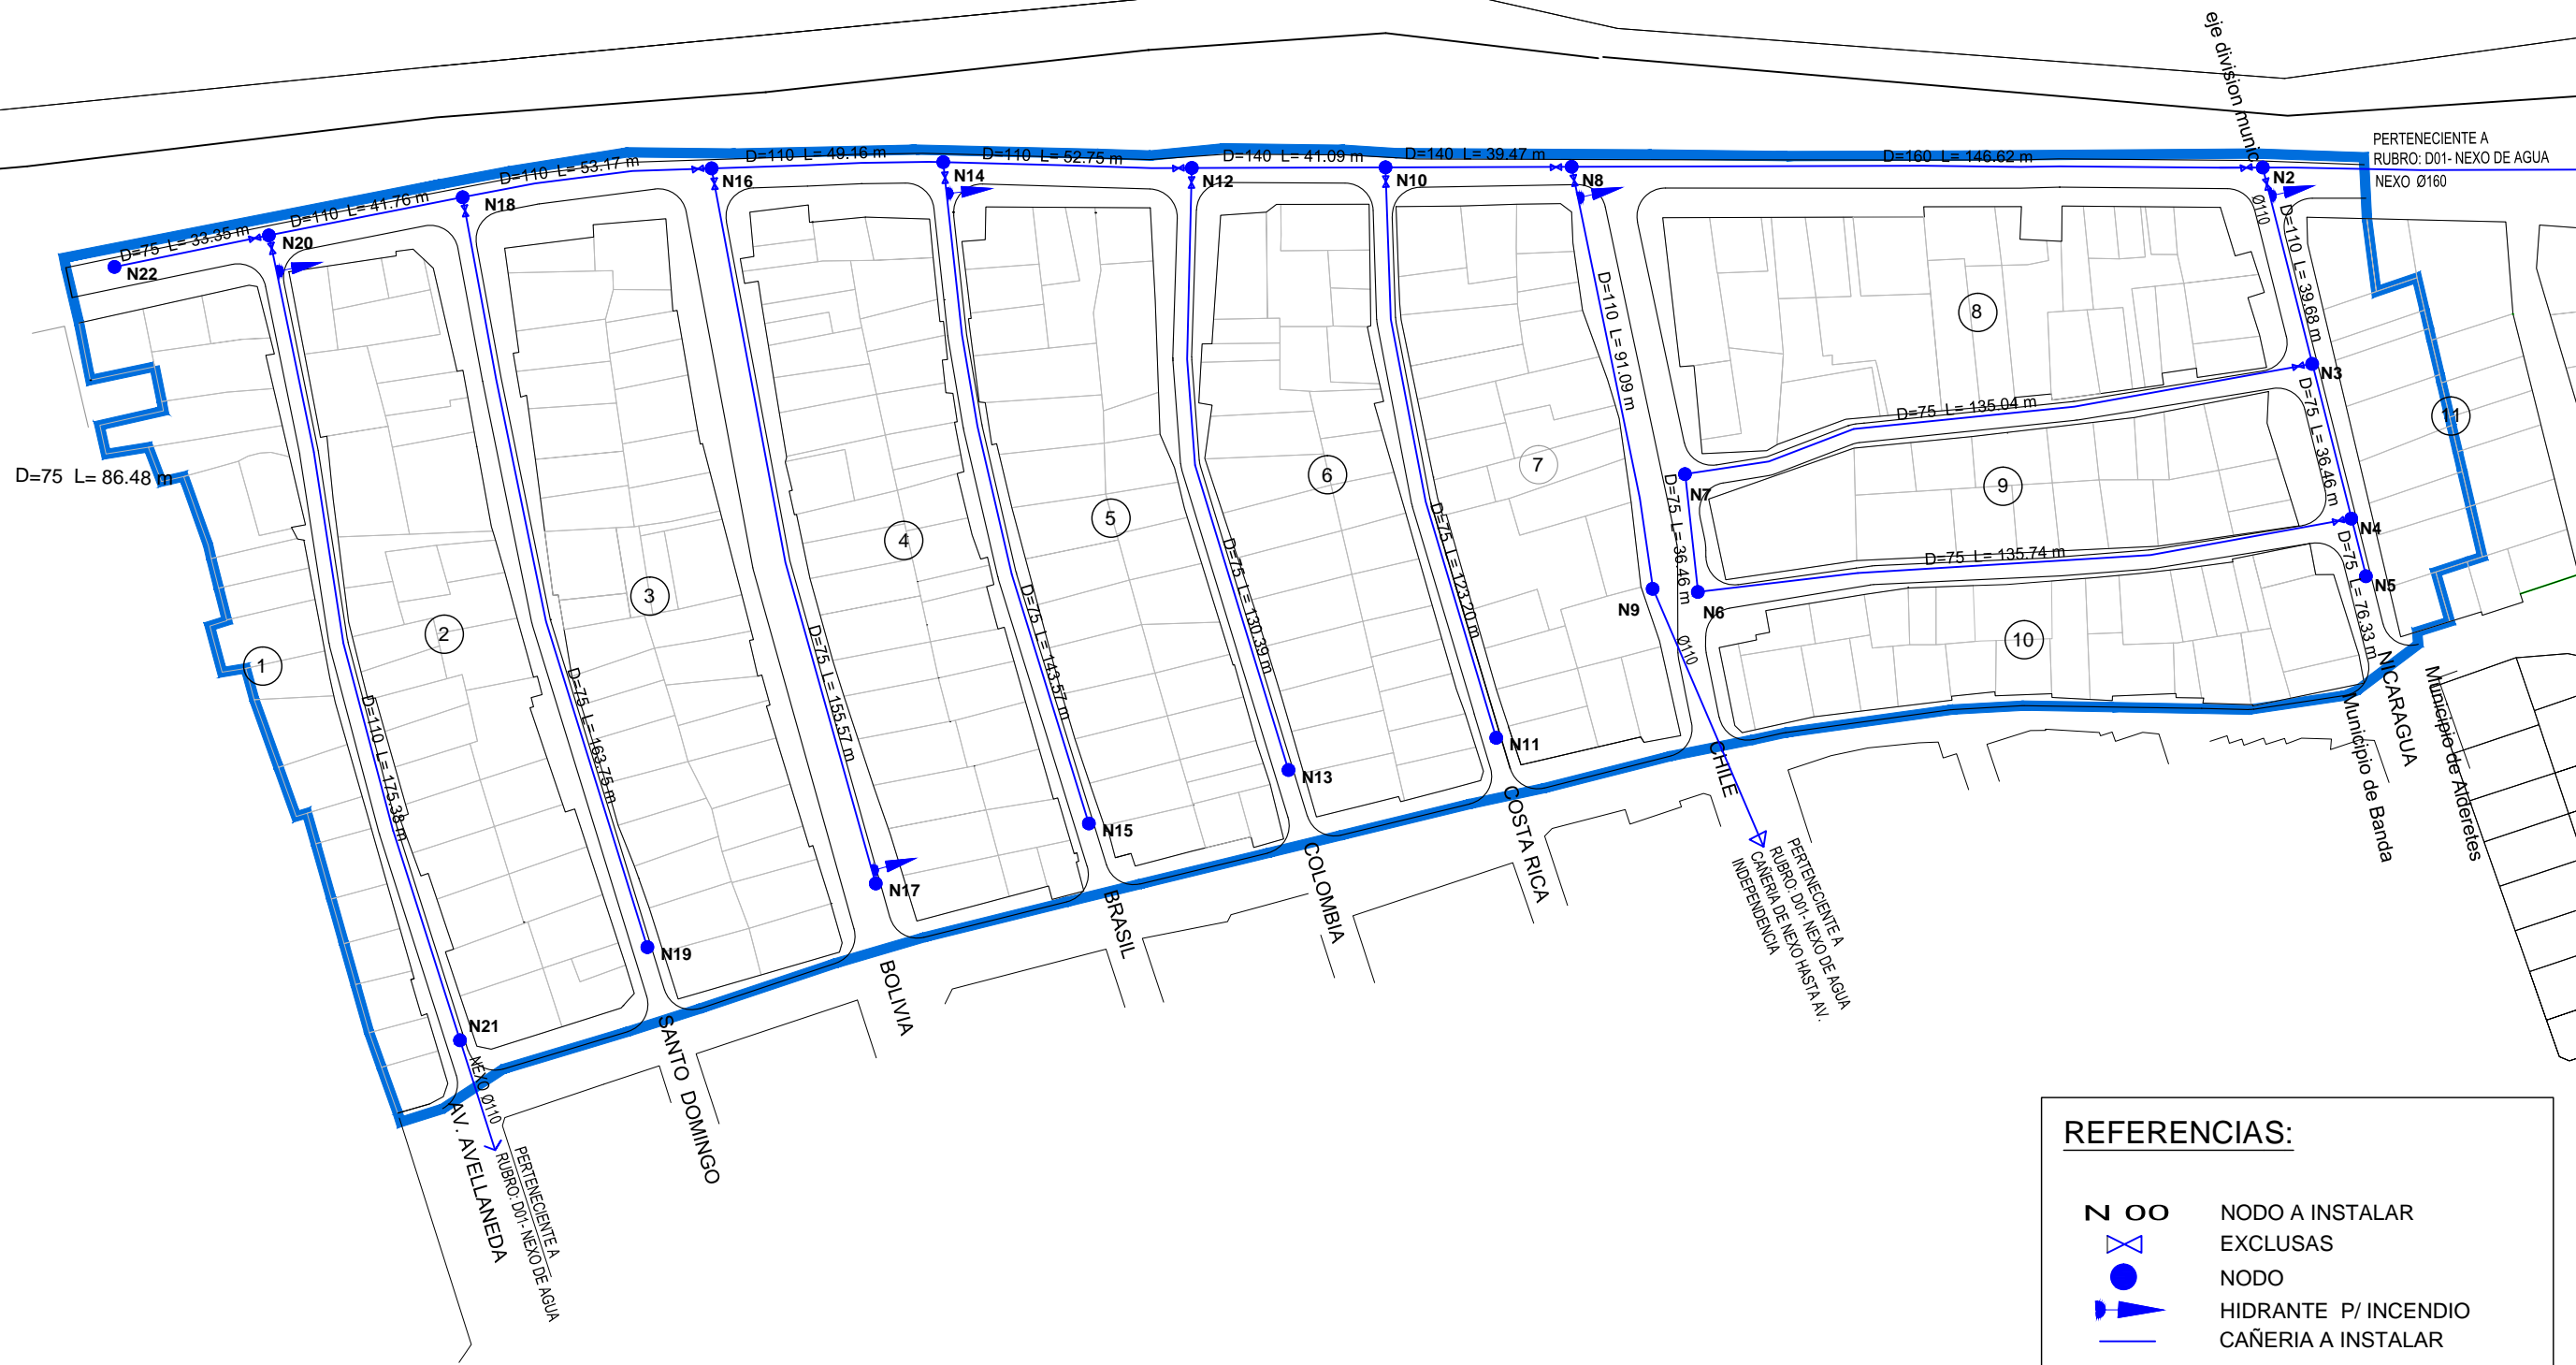 eje division munic
PERTENECIENTE A
RUBRO: D01- NEXO DE AGUA
NEXO Ø160
D=110 L= 53.17 m
D=110 L= 49.16 m
D=110 L= 52.75 m
D=140 L= 41.09 m
D=140 L= 39.47 m
D=160 L= 146.62 m
D=110 L= 41.76 m
D=75 L= 33.35 m
N22
N20
N18
N16
N14
N12
N10
N8
N2
Ø110
D=110 L= 39.68 m
N3
D=110 L= 91.09 m
D=75 L= 135.04 m
D=75 L= 36.46 m
N7
D=75 L= 36.46 m
N4
D=75 L= 135.74 m
D=75 L= 76.33 m
N5
N6
N9
Ø110
D=75 L= 86.48 m
1
2
3
4
5
6
7
8
9
10
11
D=110 L= 175.38 m
D=75 L= 163.75 m
D=75 L= 155.57 m
D=75 L= 143.57 m
D=75 L= 130.39 m
D=75 L= 123.20 m
N11
N13
N15
N17
N19
N21
NEXO Ø110
AV. AVELLANEDA
SANTO DOMINGO
BOLIVIA
BRASIL
COLOMBIA
COSTA RICA
CHILE
Municipio de Banda
NICARAGUA
Municipio de Alderetes
PERTENECIENTE A
RUBRO: D01- NEXO DE AGUA
CAÑERIA DE NEXO HASTA AV.
INDEPENDENCIA
PERTENECIENTE A
RUBRO: D01- NEXO DE AGUA
REFERENCIAS:
N 00 NODO A INSTALAR
EXCLUSAS
NODO
HIDRANTE P/ INCENDIO
CAÑERIA A INSTALAR